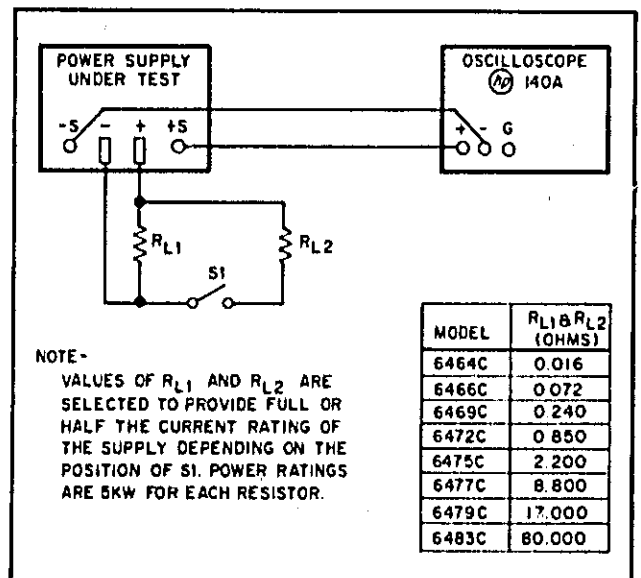 POWER SUPPLY
UNDER TEST
-S - + +S
OSCILLOSCOPE
hp 140A
+ - G
RL1
RL2
S1
NOTE-
VALUES OF RL1 AND RL2 ARE
SELECTED TO PROVIDE FULL OR
HALF THE CURRENT RATING OF
THE SUPPLY DEPENDING ON THE
POSITION OF S1. POWER RATINGS
ARE 5KW FOR EACH RESISTOR.
MODEL RL1 & RL2 (OHMS)
6464C 0.016
6466C 0.072
6469C 0.240
6472C 0.850
6475C 2.200
6477C 8.800
6479C 17.000
6483C 80.000